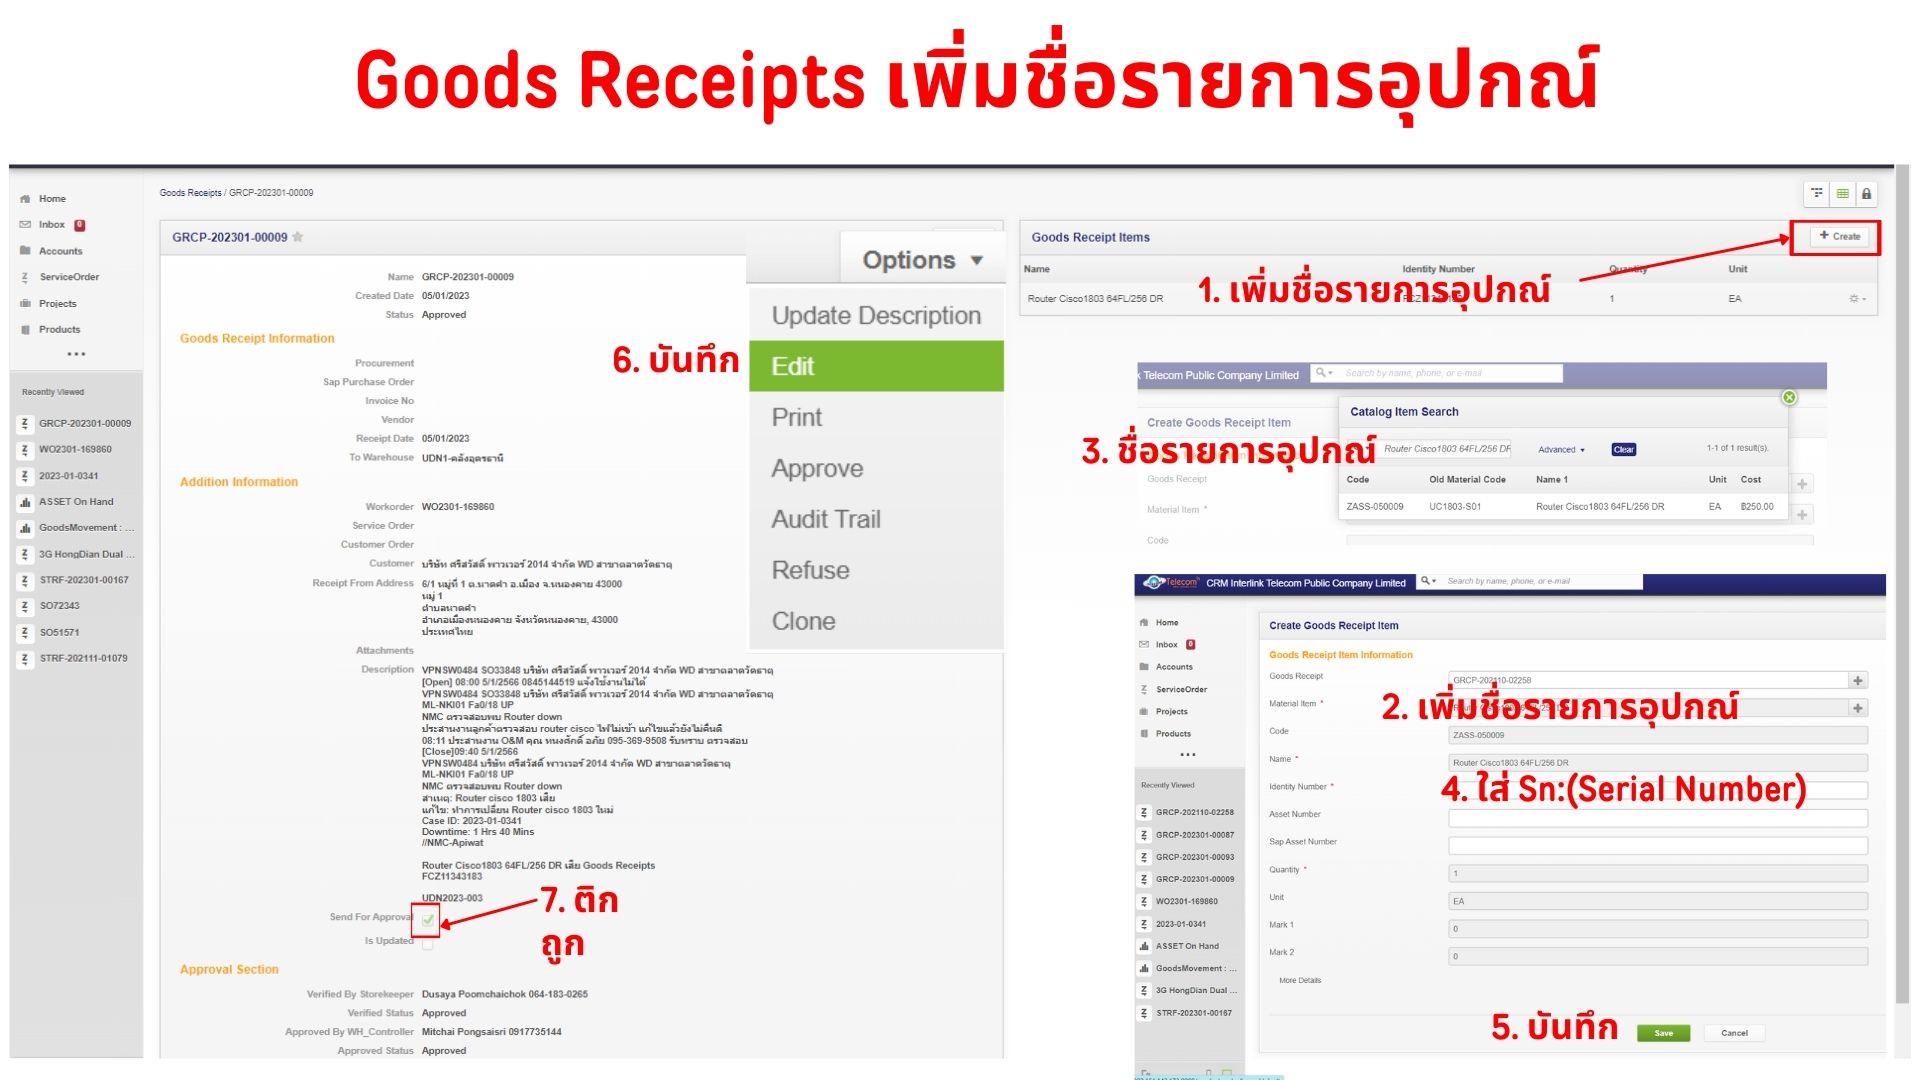 Goods Receipts เพิ่มชื่อรายการอุปกณ์
Home
Inbox 0
Accounts
ServiceOrder
Projects
Products
Recently Viewed
GRCP-202301-00009
WO2301-169860
2023-01-0341
ASSET On Hand
GoodsMovement : ...
3G HongDian Dual ...
STRF-202301-00167
SO72343
SO51571
STRF-202111-01079
Goods Receipts / GRCP-202301-00009
GRCP-202301-00009
Name GRCP-202301-00009
Created Date 05/01/2023
Status Approved
Goods Receipt Information
Procurement
Sap Purchase Order
Invoice No
Vendor
Receipt Date 05/01/2023
To Warehouse UDN1-คลังอุดรธานี
Addition Information
Workorder WO2301-169860
Service Order
Customer Order
Customer บริษัท ศรีสวัสดิ์ พาวเวอร์ 2014 จำกัด WD สาขาตลาดวัดธาตุ
Receipt From Address 6/1 หมู่ที่ 1 ต.หาดคำ อ.เมือง จ.หนองคาย 43000
หมู่ 1
ตำบลหาดคำ
อำเภอเมืองหนองคาย จังหวัดหนองคาย, 43000
ประเทศไทย
Attachments
Description VPNSW0484 SO33848 บริษัท ศรีสวัสดิ์ พาวเวอร์ 2014 จำกัด WD สาขาตลาดวัดธาตุ
[Open] 08:00 5/1/2566 0845144519 แจ้งใช้งานไม่ได้
VPNSW0484 SO33848 บริษัท ศรีสวัสดิ์ พาวเวอร์ 2014 จำกัด WD สาขาตลาดวัดธาตุ
ML-NKI01 Fa0/18 UP
NMC ตรวจสอบพบ Router down
ประสานงานลูกค้าตรวจสอบ router cisco ไฟไม่เข้า แก้ไขแล้วยังไม่คืนดี
08:11 ประสานงาน O&M คุณ ทนงศักดิ์ อภัย 095-369-9508 รับทราบ ตรวจสอบ
[Close]09:40 5/1/2566
VPNSW0484 บริษัท ศรีสวัสดิ์ พาวเวอร์ 2014 จำกัด WD สาขาตลาดวัดธาตุ
ML-NKI01 Fa0/18 UP
NMC ตรวจสอบพบ Router down
สาเหตุ: Router cisco 1803 เสีย
แก้ไข: ทำการเปลี่ยน Router cisco 1803 ใหม่
Case ID: 2023-01-0341
Downtime: 1 Hrs 40 Mins
//NMC-Apiwat
Router Cisco1803 64FL/256 DR เสีย Goods Receipts
FCZ11343183
UDN2023-003
Send For Approval
Is Updated
7. ติก
ถูก
Approval Section
Verified By Storekeeper Dusaya Poomchaichok 064-183-0265
Verified Status Approved
Approved By WH_Controller Mitchai Pongsaisri 0917735144
Approved Status Approved
6. บันทึก
Options
Update Description
Edit
Print
Approve
Audit Trail
Refuse
Clone
Goods Receipt Items
Create
Name Identity Number Quantity Unit
Router Cisco1803 64FL/256 DR 1 EA
1. เพิ่มชื่อรายการอุปกณ์
Telecom Public Company Limited
Search by name, phone, or e-mail
Create Goods Receipt Item
Goods Receipt
Material Item *
Code
3. ชื่อรายการอุปกณ์
Catalog Item Search
Router Cisco1803 64FL/256 DR Advanced Clear 1-1 of 1 result(s).
Code Old Material Code Name 1 Unit Cost
ZASS-050009 UC1803-S01 Router Cisco1803 64FL/256 DR EA ฿250.00
Telecom CRM Interlink Telecom Public Company Limited
Search by name, phone, or e-mail
Home
Inbox 0
Accounts
ServiceOrder
Projects
Products
Recently Viewed
GRCP-202110-02258
GRCP-202301-00087
GRCP-202301-00093
GRCP-202301-00009
WO2301-169860
2023-01-0341
ASSET On Hand
GoodsMovement : ...
3G HongDian Dual ...
STRF-202301-00167
Create Goods Receipt Item
Goods Receipt Item Information
Goods Receipt GRCP-202110-02258
Material Item *
2. เพิ่มชื่อรายการอุปกณ์
Code ZASS-050009
Name * Router Cisco1803 64FL/256 DR
Identity Number *
4. ใส่ Sn:(Serial Number)
Asset Number
Sap Asset Number
Quantity * 1
Unit EA
Mark 1 0
Mark 2 0
More Details
5. บันทึก
Save
Cancel